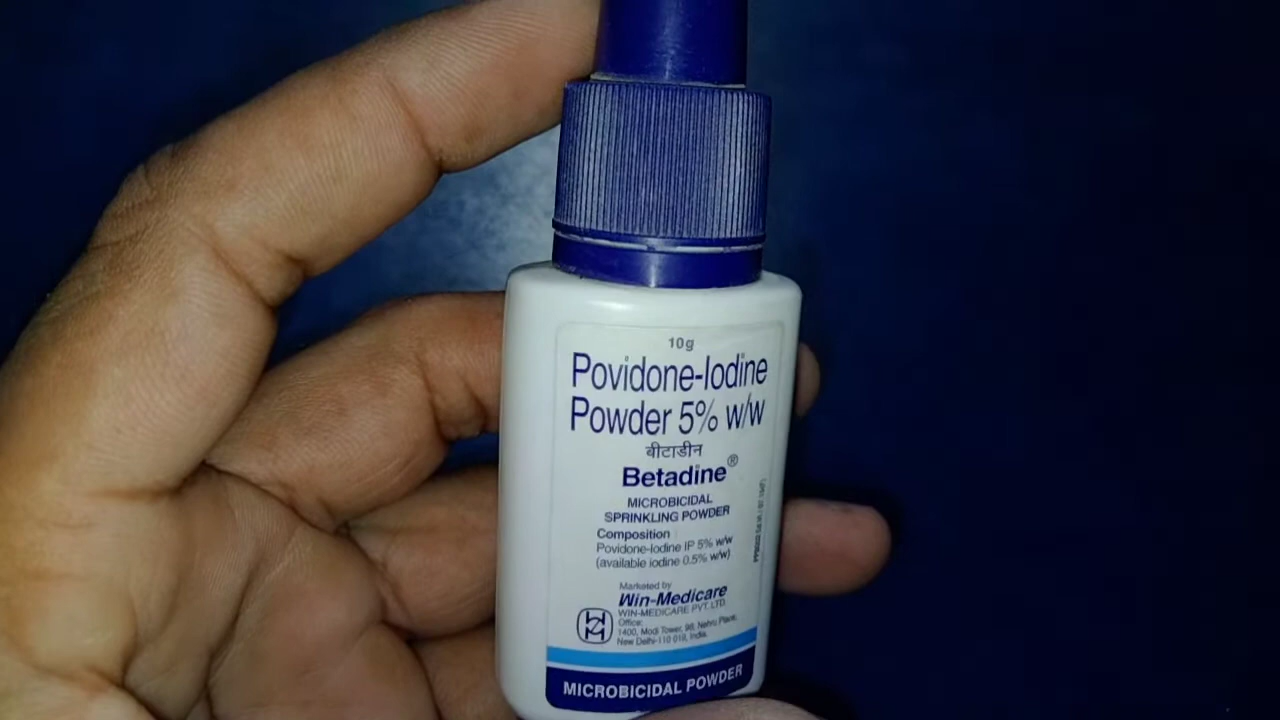 10g
Povidone-Iodine
Powder 5% w/w
बीटाडीन
Betadine®
MICROBICIDAL
SPRINKLING POWDER
Composition
Povidone-Iodine IP 5% w/w
(available iodine 0.5% w/w)
Marketed by
Win-Medicare
WIN-MEDICARE PVT. LTD.
Office:
1400, Modi Tower, 98, Nehru Place,
New Delhi-110 019, India.
MICROBICIDAL POWDER